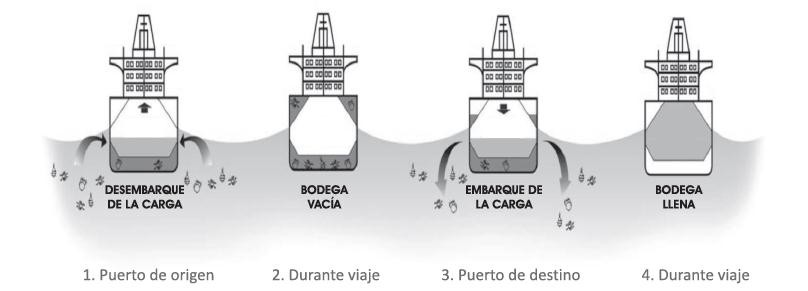 DESEMBARQUE
DE LA CARGA
BODEGA
VACÍA
EMBARQUE DE
LA CARGA
BODEGA
LLENA
1. Puerto de origen
2. Durante viaje
3. Puerto de destino
4. Durante viaje